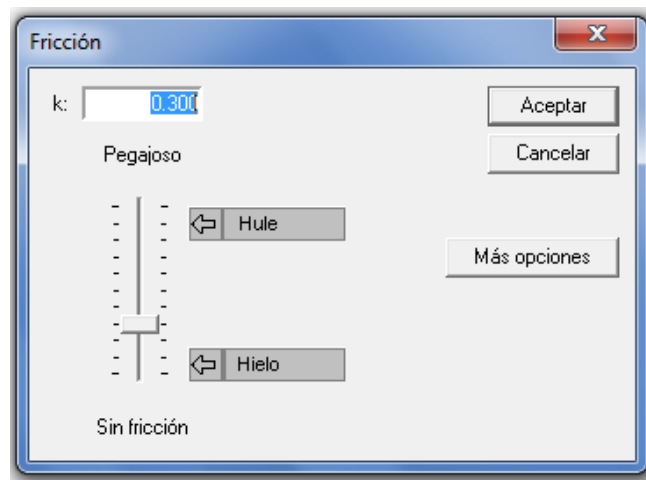 Fricción
k: 0.300
Aceptar
Pegajoso
Cancelar
Hule
Más opciones
Hielo
Sin fricción